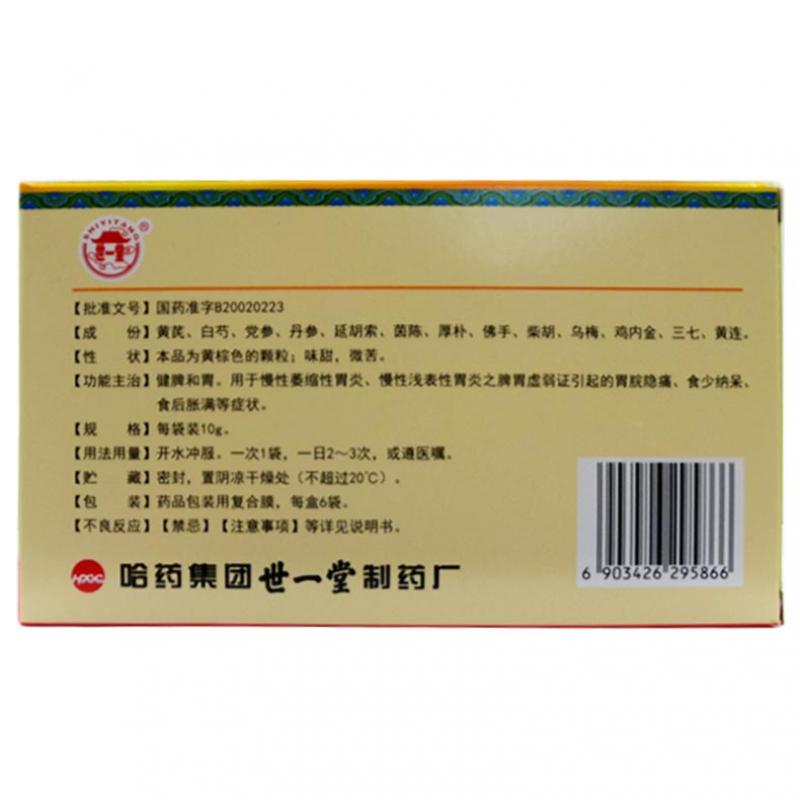 SHIYITANG
世一堂
®
【批准文号】国药准字B20020223
【成　份】黄芪、白芍、党参、丹参、延胡索、茵陈、厚朴、佛手、柴胡、乌梅、鸡内金、三七、黄连。
【性　状】本品为黄棕色的颗粒；味甜，微苦。
【功能主治】健脾和胃。用于慢性萎缩性胃炎、慢性浅表性胃炎之脾胃虚弱证引起的胃脘隐痛、食少纳呆、
食后胀满等症状。
【规　格】每袋装10g。
【用法用量】开水冲服。一次1袋，一日2～3次，或遵医嘱。
【贮　藏】密封，置阴凉干燥处（不超过20℃）。
【包　装】药品包装用复合膜，每盒6袋。
【不良反应】【禁忌】【注意事项】等详见说明书。
HPGC 哈药集团世一堂制药厂
6 903426 295866